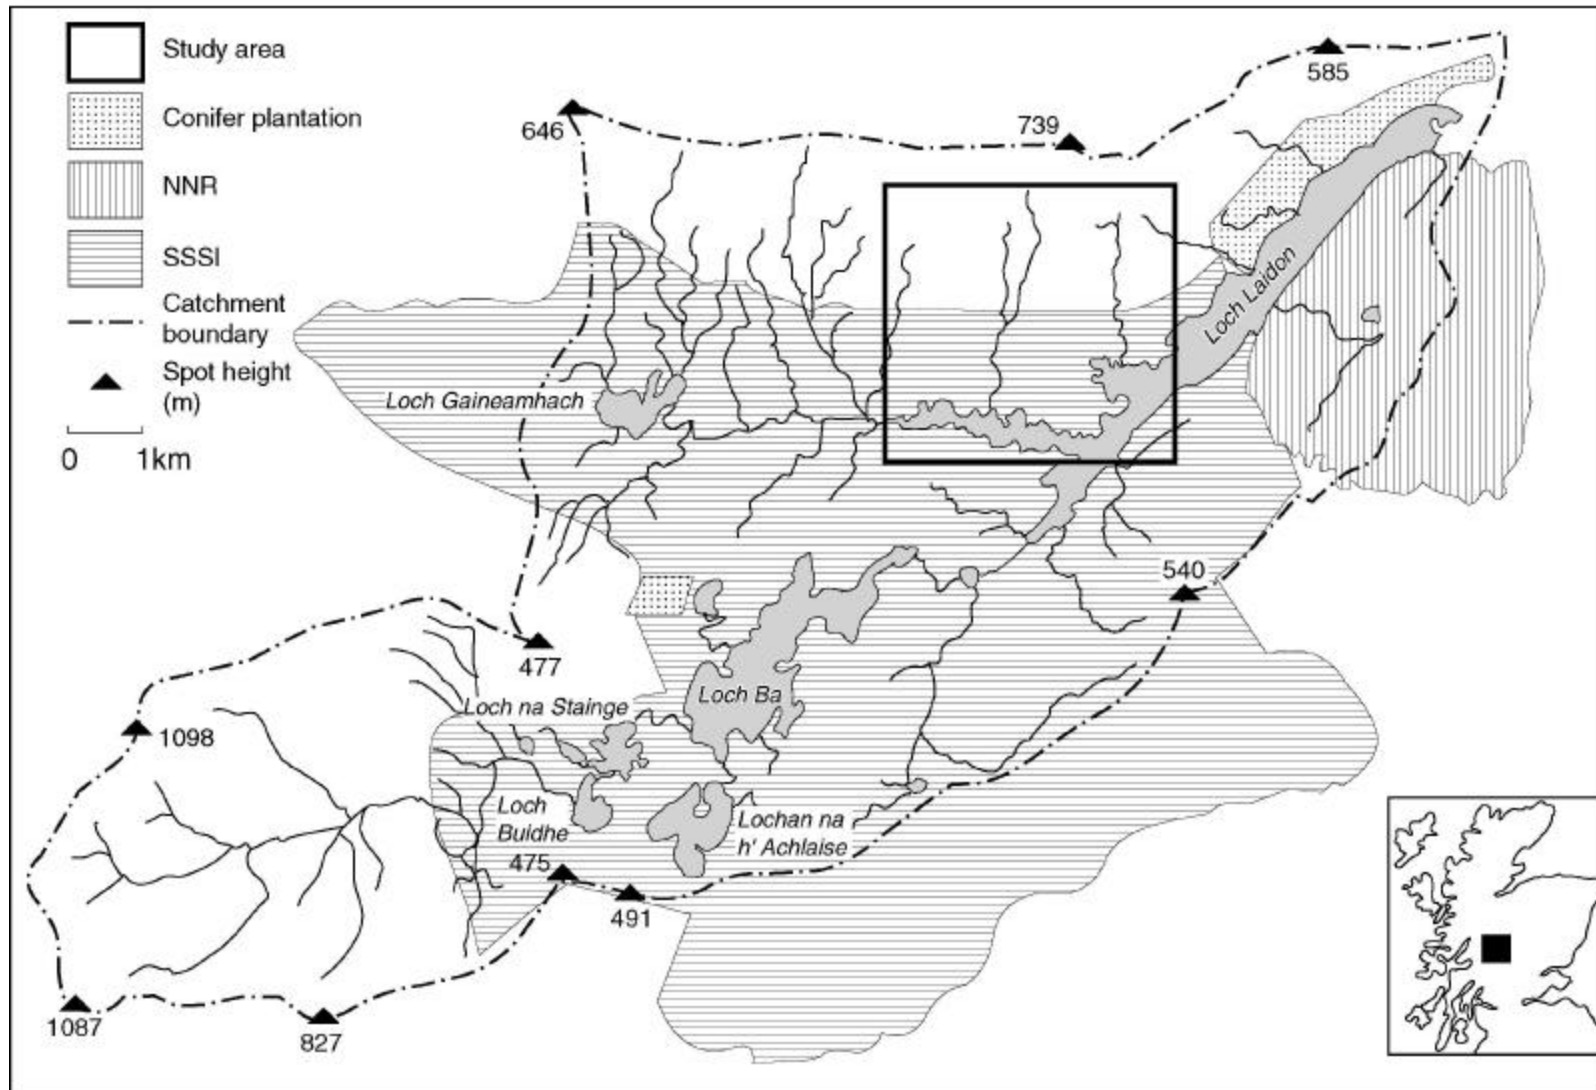 Study area
Conifer plantation
NNR
SSSI
Catchment
boundary
Spot height
(m)
0 1km
646
739
585
Loch Laidon
Loch Gaineamhach
540
477
Loch na Stainge
Loch Ba
1098
Loch
Buidhe
Lochan na
h' Achlaise
475
491
1087
827